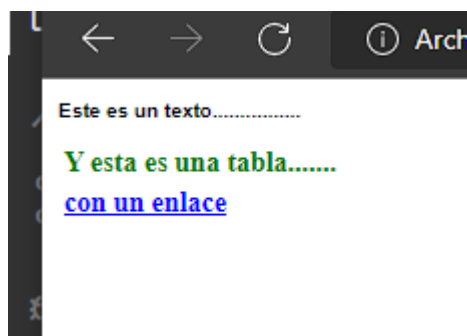 Arch
Este es un texto................
Y esta es una tabla.......
con un enlace